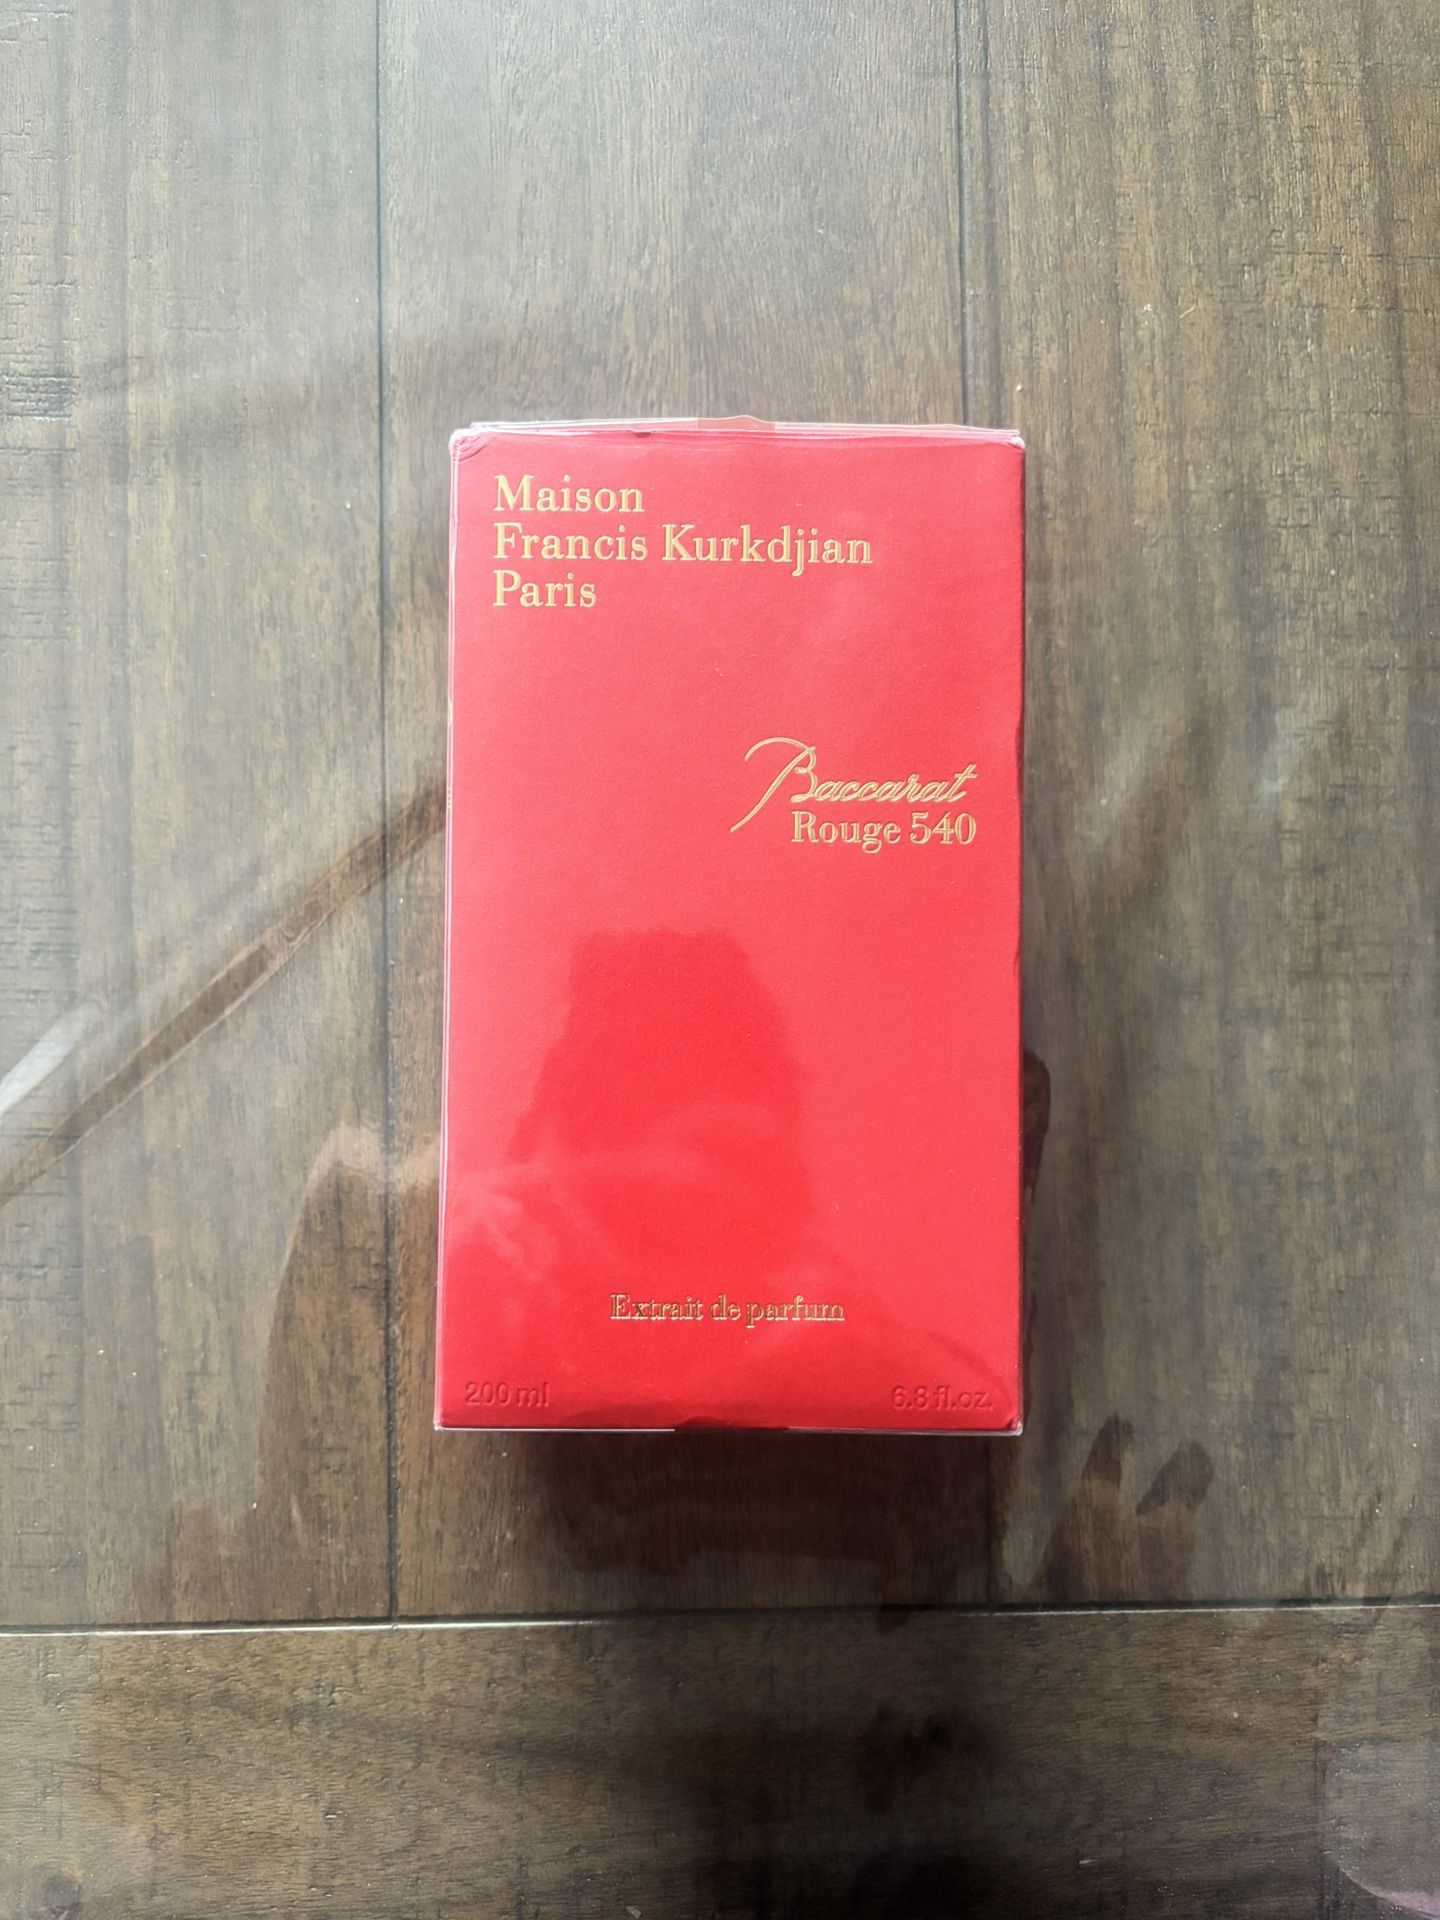 Maison
Francis Kurkdjian
Paris
Baccarat
Rouge 540
Extrait de parfum
200 ml
6.8 fl.oz.